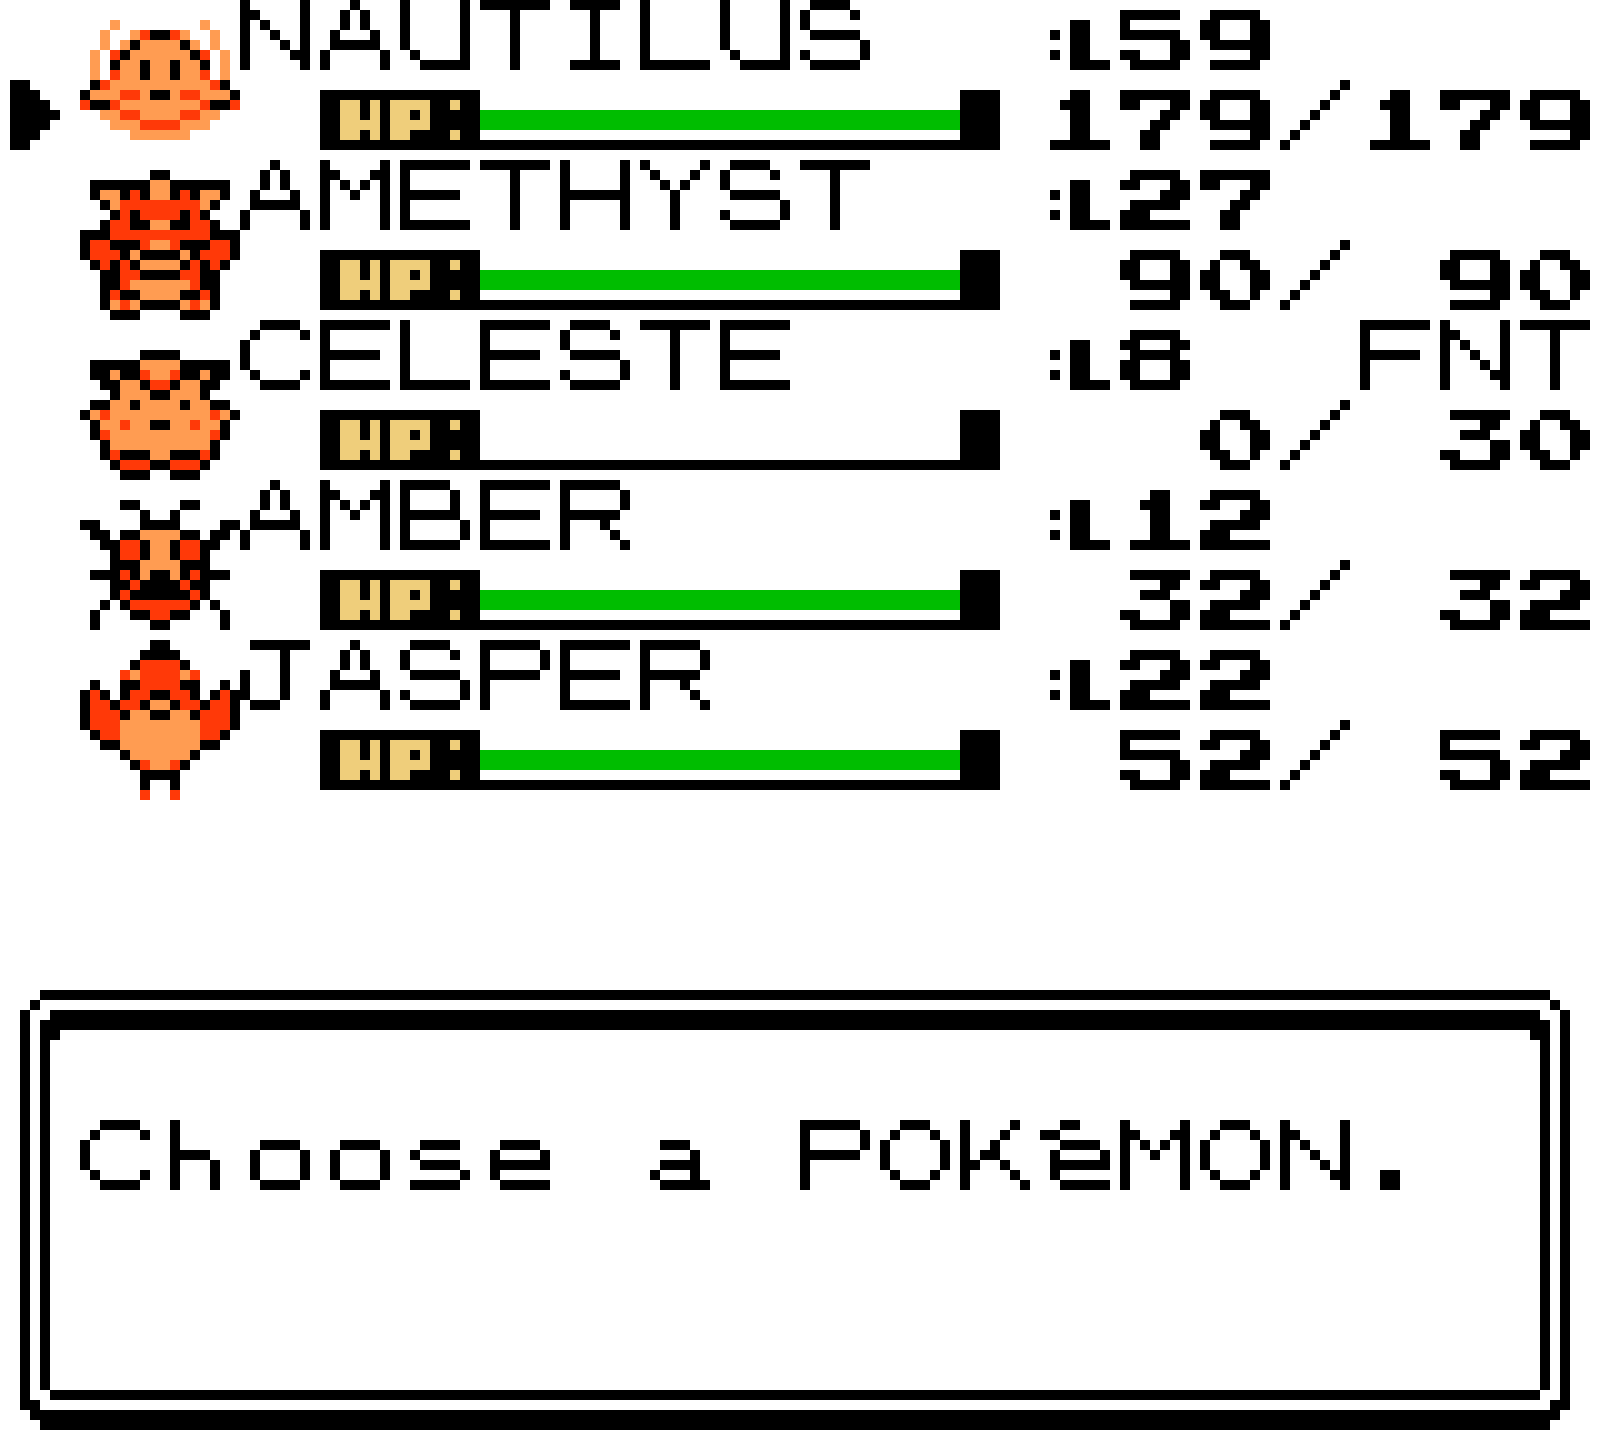 NAUTILUS :L59
HP: 179/179
AMETHYST :L27
HP: 90/ 90
CELESTE :L8 FNT
HP: 0/ 30
AMBER :L12
HP: 32/ 32
JASPER :L22
HP: 52/ 52
Choose a POKéMON.